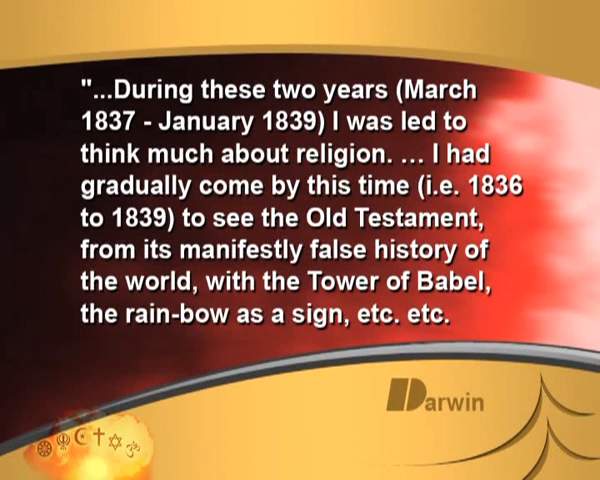 "...During these two years (March
1837 - January 1839) I was led to
think much about religion. ... I had
gradually come by this time (i.e. 1836
to 1839) to see the Old Testament,
from its manifestly false history of
the world, with the Tower of Babel,
the rain-bow as a sign, etc. etc.
Darwin